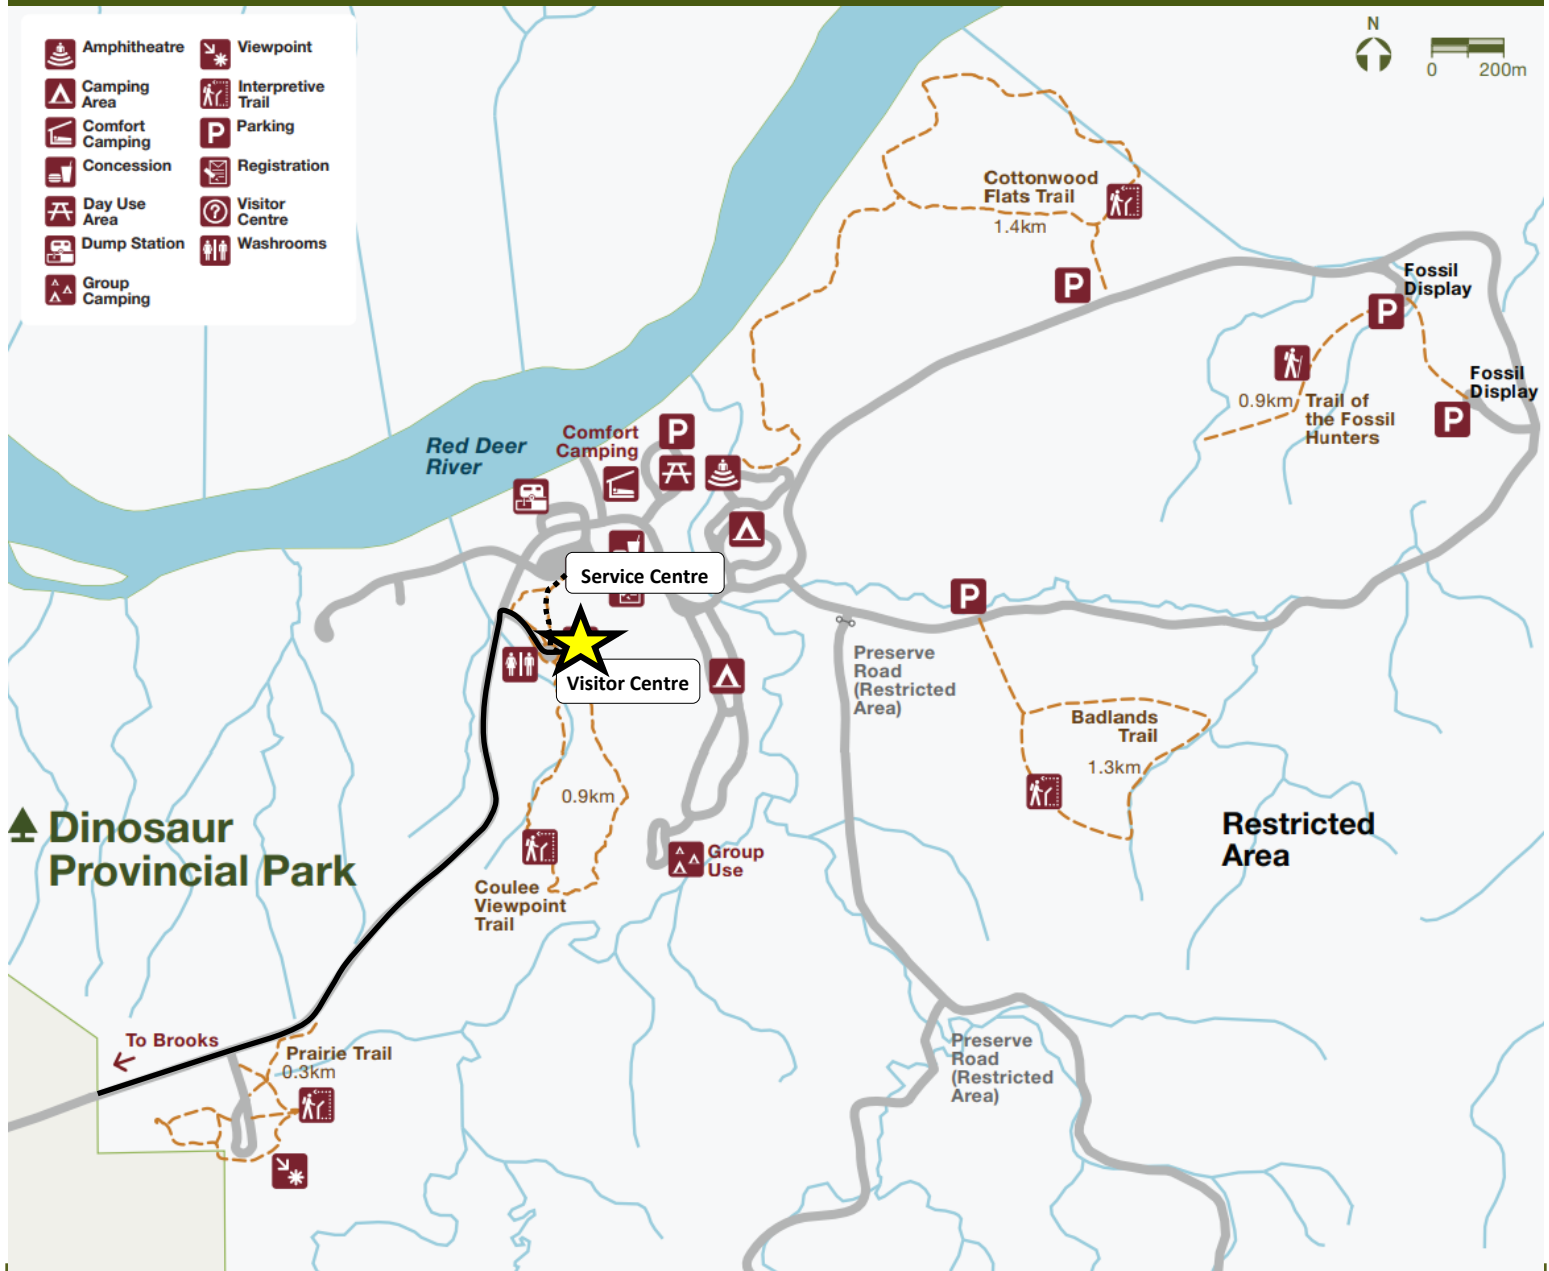 Amphitheatre
Viewpoint
Camping
Area
Interpretive
Trail
Comfort
Camping
P
Parking
Concession
Registration
Day Use
Area
?
Visitor
Centre
Dump Station
Washrooms
Group
Camping
N
0
200m
Cottonwood
Flats Trail
1.4km
P
Fossil
Display
P
Fossil
Display
0.9km
Trail of
the Fossil
Hunters
P
Red Deer
River
Comfort
Camping
P
Service Centre
Visitor Centre
P
Preserve
Road
(Restricted
Area)
Badlands
Trail
1.3km
0.9km
Restricted
Area
Dinosaur
Provincial Park
Group
Use
Coulee
Viewpoint
Trail
To Brooks
Prairie Trail
0.3km
Preserve
Road
(Restricted
Area)